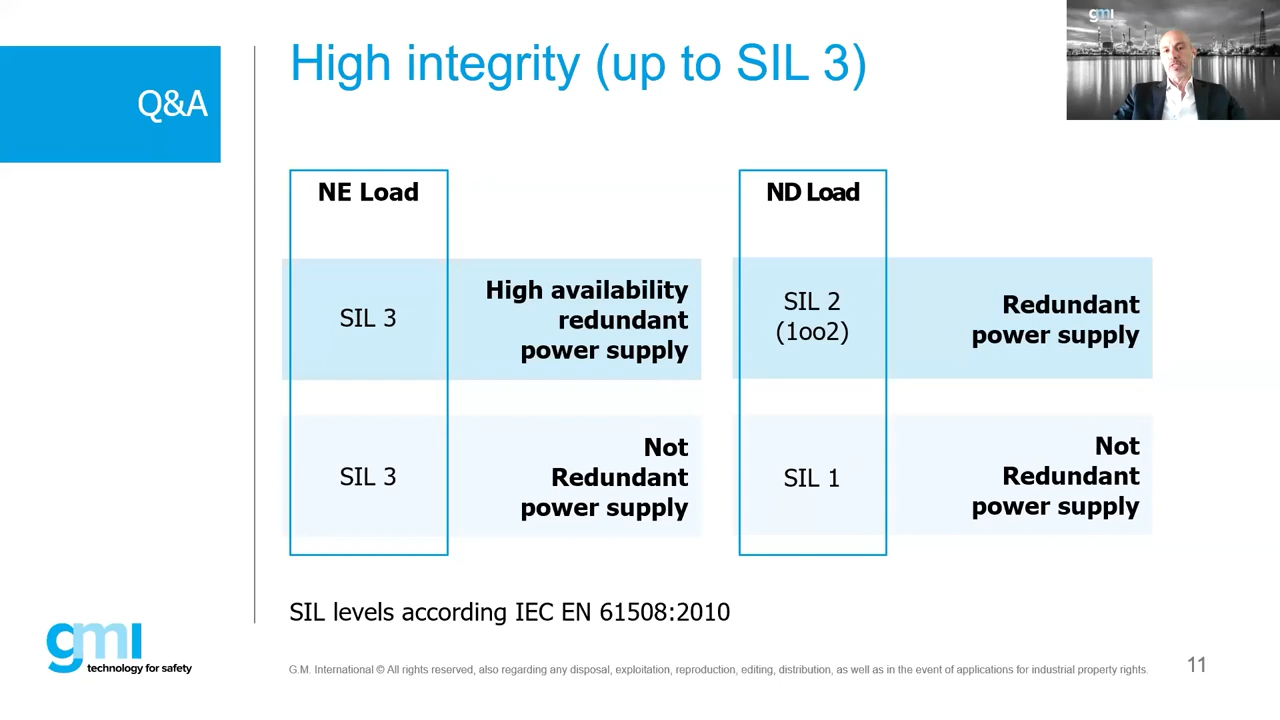 gmi
High integrity (up to SIL 3)
Q&A
NE Load
SIL 3
High availability
redundant
power supply
SIL 3
Not
Redundant
power supply
ND Load
SIL 2
(1oo2)
Redundant
power supply
SIL 1
Not
Redundant
power supply
SIL levels according IEC EN 61508:2010
gmi
technology for safety
G.M. International © All rights reserved, also regarding any disposal, exploitation, reproduction, editing, distribution, as well as in the event of applications for industrial property rights.
11